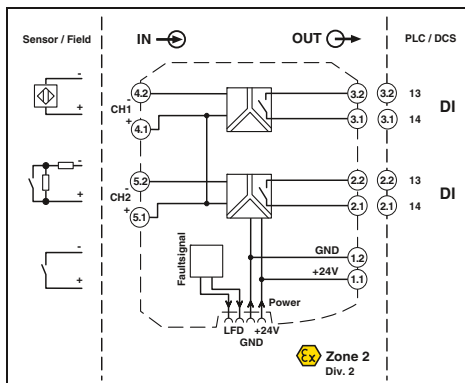 Sensor / Field
IN
OUT
PLC / DCS
-
+
-
+
-
+
4.2
-
CH1
+
4.1
5.2
-
CH2
+
5.1
3.2
3.1
2.2
2.1
GND
1.2
+24V
1.1
3.2 13
3.1 14
DI
2.2 13
2.1 14
DI
Faultsignal
Power
LFD +24V
GND
Ex Zone 2
Div. 2